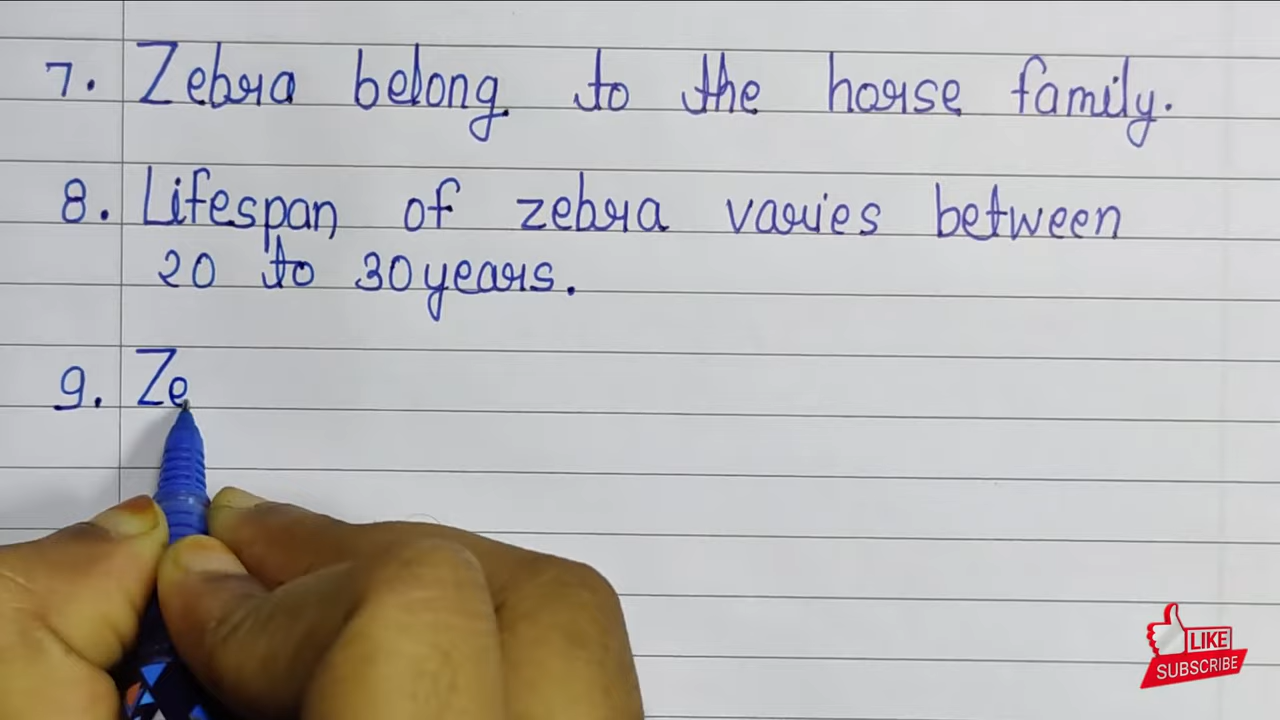 7. Zebra belong to the horse family.
8. Lifespan of zebra varies between
20 to 30 years.
9. Ze
LIKE
SUBSCRIBE